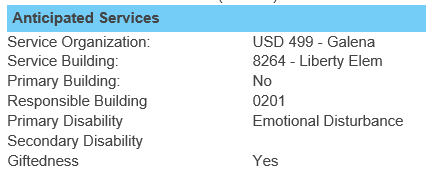 Anticipated Services
Service Organization: USD 499 - Galena
Service Building: 8264 - Liberty Elem
Primary Building: No
Responsible Building 0201
Primary Disability Emotional Disturbance
Secondary Disability
Giftedness Yes